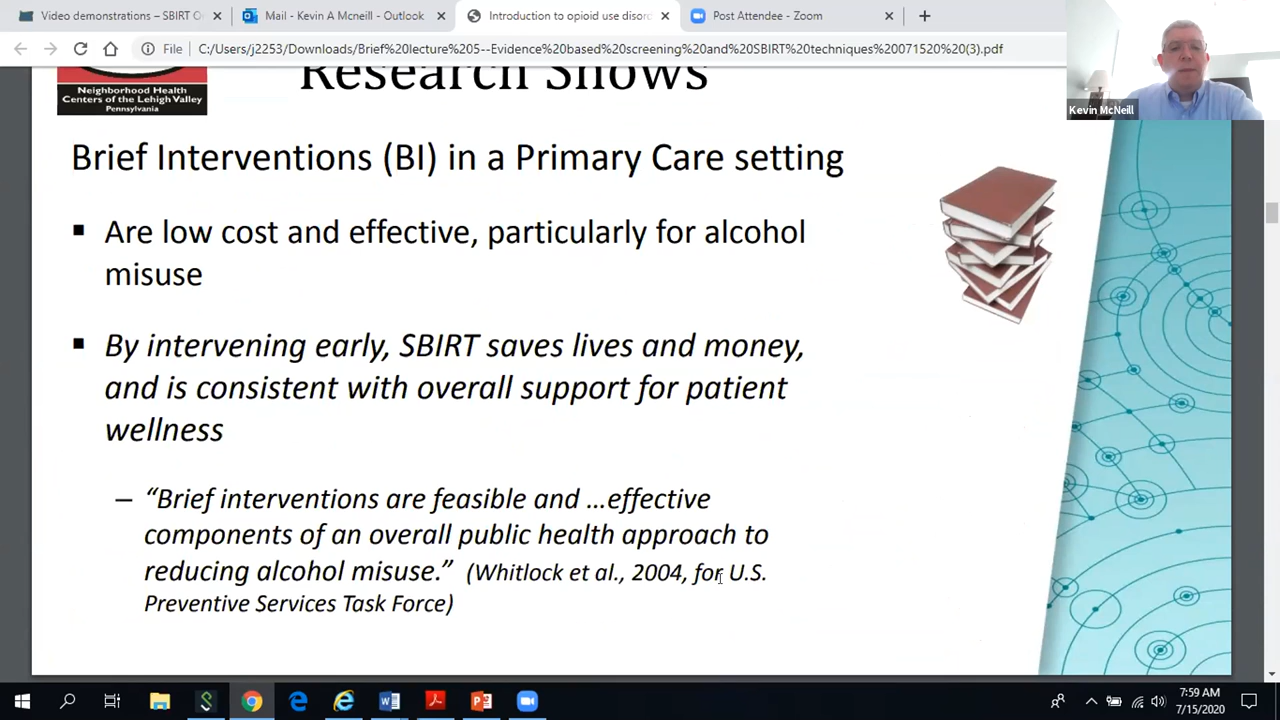 Video demonstrations – SBIRT O
Mail - Kevin A Mcneill - Outlook
Introduction to opioid use disord
Post Attendee - Zoom
File
C:/Users/j2253/Downloads/Brief%20lecture%205--Evidence%20based%20screening%20and%20SBIRT%20techniques%20071520%20(3).pdf
Kevin McNeill
Neighborhood Health
Centers of the Lehigh Valley
Pennsylvania
Research Shows
Brief Interventions (BI) in a Primary Care setting
▪ Are low cost and effective, particularly for alcohol
misuse
▪ By intervening early, SBIRT saves lives and money,
and is consistent with overall support for patient
wellness
– “Brief interventions are feasible and …effective
components of an overall public health approach to
reducing alcohol misuse.” (Whitlock et al., 2004, for U.S.
Preventive Services Task Force)
7:59 AM
7/15/2020